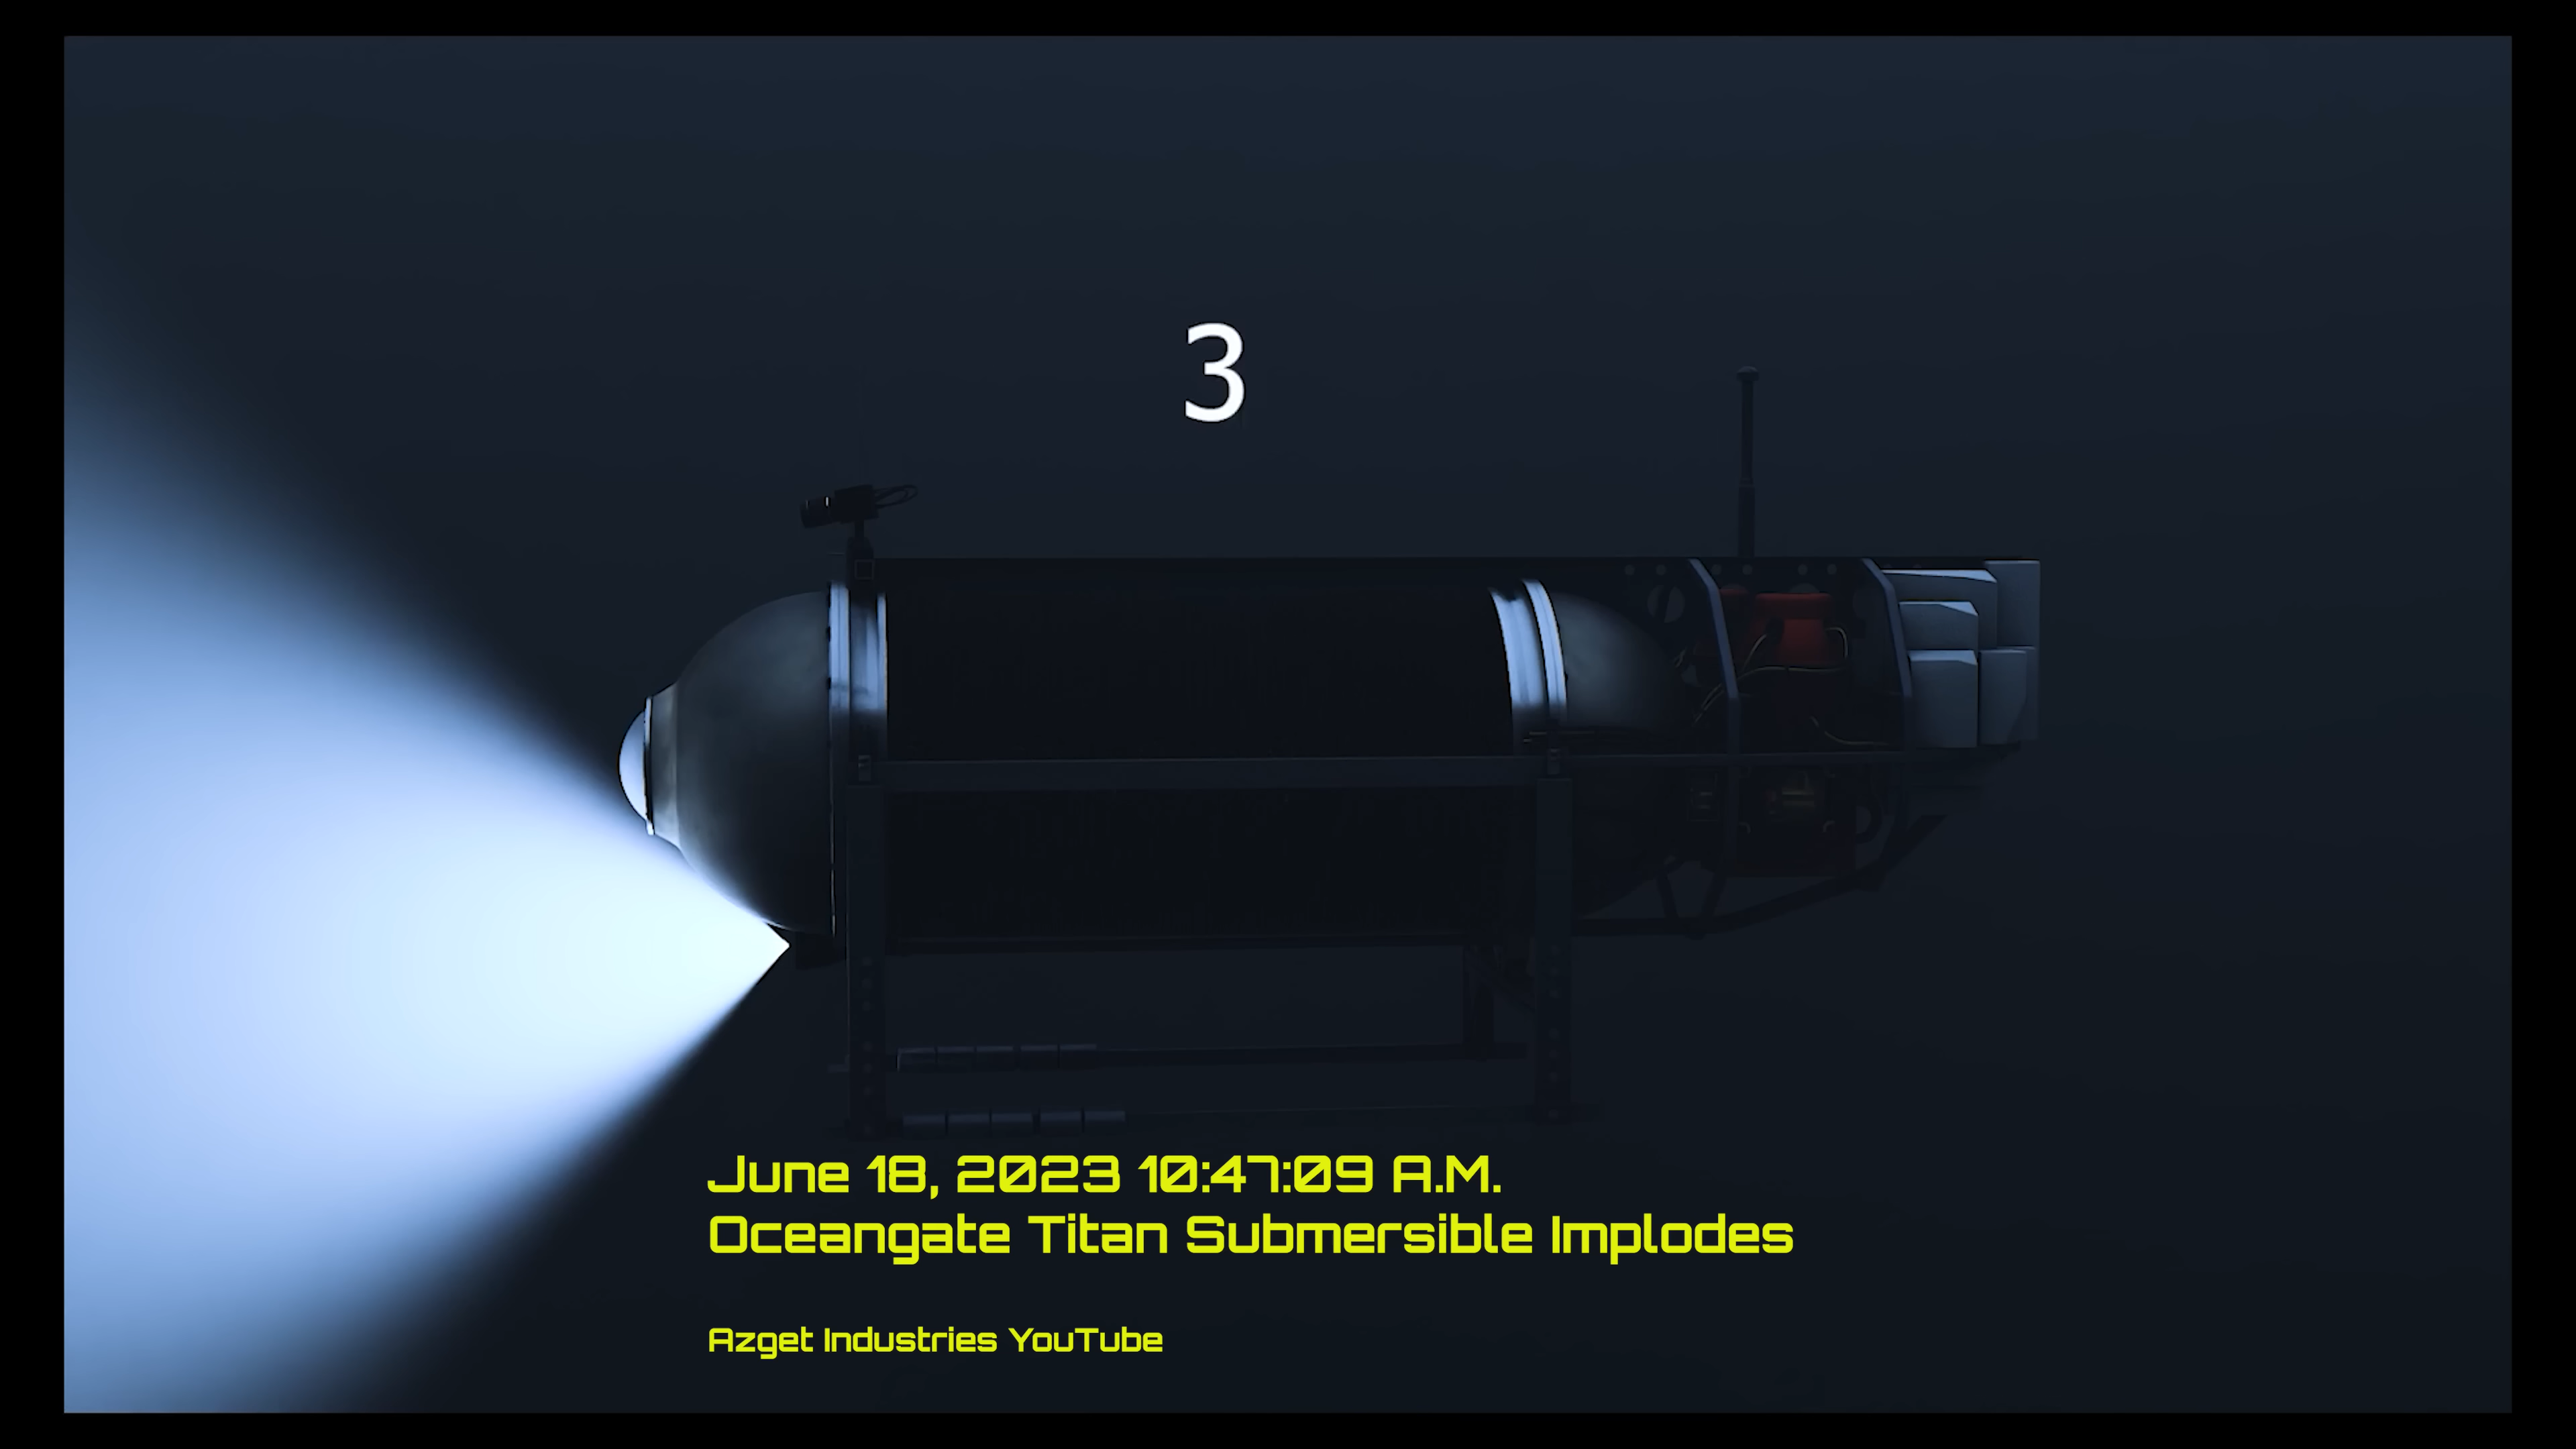 3
June 18, 2023 10:47:09 A.M.
Oceangate Titan Submersible Implodes
Azget Industries YouTube